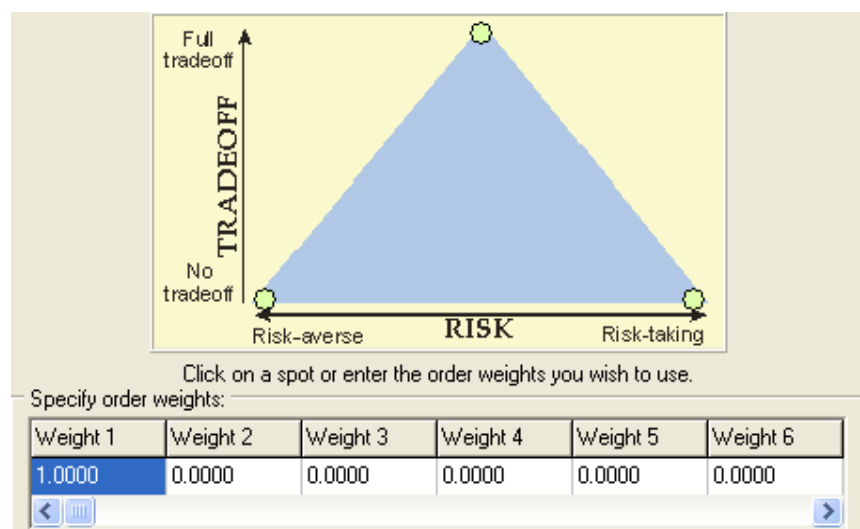 Full
tradeoff
TRADEOFF
No
tradeoff
Risk-averse RISK Risk-taking
Click on a spot or enter the order weights you wish to use.
Specify order weights:
Weight 1 Weight 2 Weight 3 Weight 4 Weight 5 Weight 6
1.0000 0.0000 0.0000 0.0000 0.0000 0.0000